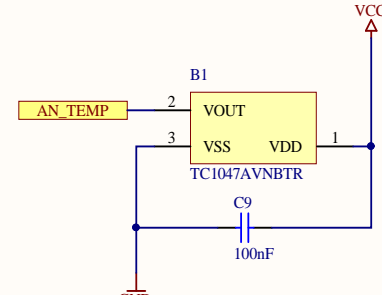 VCC
B1
AN_TEMP
2
VOUT
3
VSS
VDD
1
TC1047AVNBTR
C9
100nF